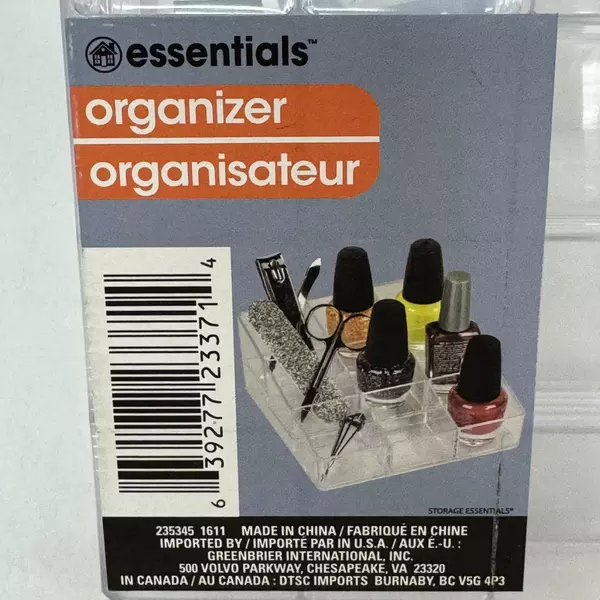 essentials™
organizer
organisateur
6 39277 23371 4
STORAGE ESSENTIALS®
235345 1611 MADE IN CHINA / FABRIQUÉ EN CHINE
IMPORTED BY / IMPORTÉ PAR IN U.S.A. / AUX É.-U. :
GREENBRIER INTERNATIONAL, INC.
500 VOLVO PARKWAY, CHESAPEAKE, VA 23320
IN CANADA / AU CANADA : DTSC IMPORTS BURNABY, BC V5G 4P3